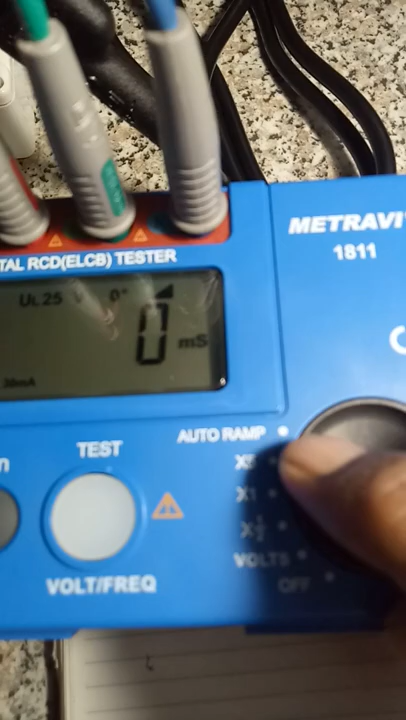 METRAVI
1811
TAL RCD(ELCB) TESTER
UL 25 V 0°
0 mS
30mA
TEST
VOLT/FREQ
AUTO RAMP
X5
X1
X½
VOLTS
OFF